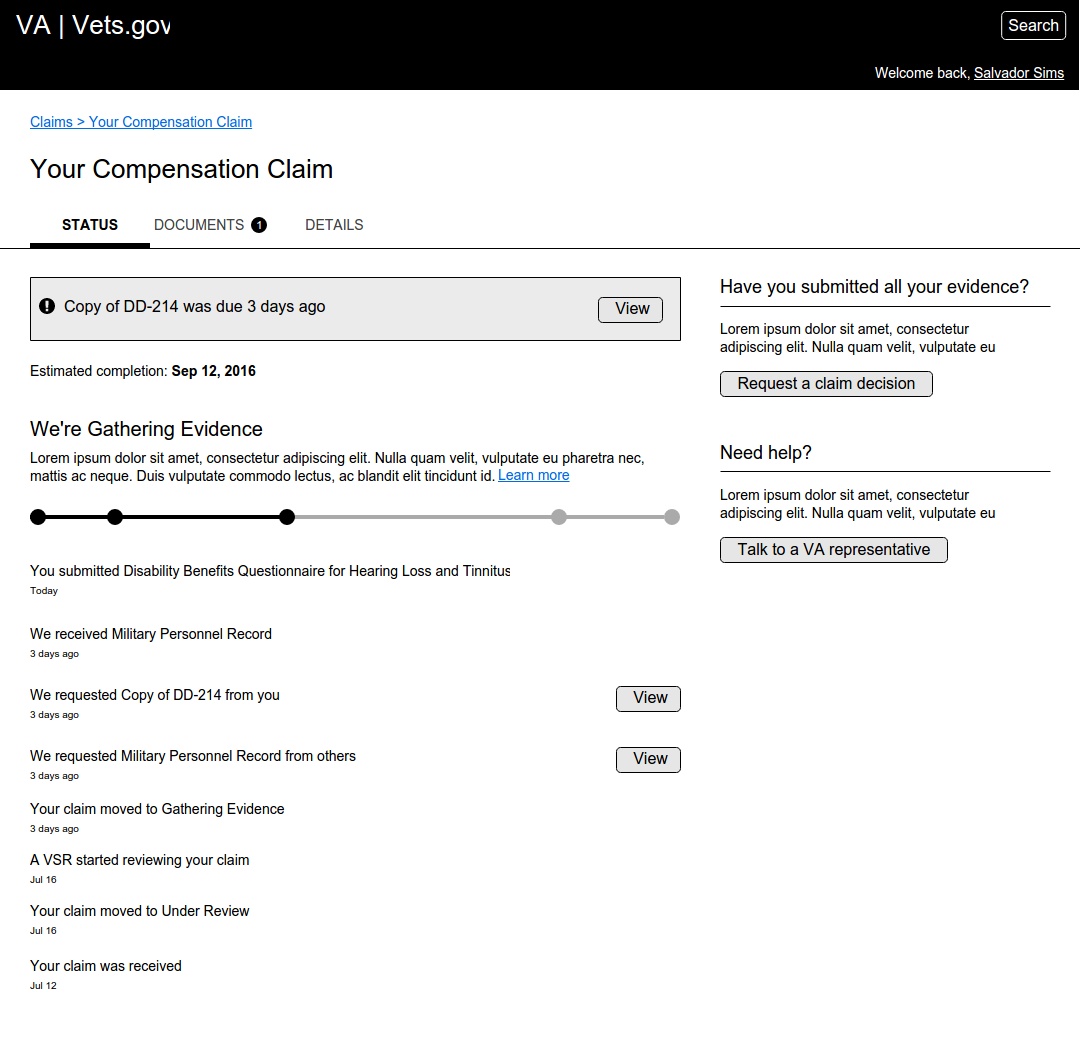 VA | Vets.gov
Search
Welcome back, Salvador Sims
Claims > Your Compensation Claim
Your Compensation Claim
STATUS DOCUMENTS 1 DETAILS
Copy of DD-214 was due 3 days ago View
Estimated completion: Sep 12, 2016
We're Gathering Evidence
Lorem ipsum dolor sit amet, consectetur adipiscing elit. Nulla quam velit, vulputate eu pharetra nec,
mattis ac neque. Duis vulputate commodo lectus, ac blandit elit tincidunt id. Learn more
You submitted Disability Benefits Questionnaire for Hearing Loss and Tinnitus
Today
We received Military Personnel Record
3 days ago
We requested Copy of DD-214 from you View
3 days ago
We requested Military Personnel Record from others View
3 days ago
Your claim moved to Gathering Evidence
3 days ago
A VSR started reviewing your claim
Jul 16
Your claim moved to Under Review
Jul 16
Your claim was received
Jul 12
Have you submitted all your evidence?
Lorem ipsum dolor sit amet, consectetur
adipiscing elit. Nulla quam velit, vulputate eu
Request a claim decision
Need help?
Lorem ipsum dolor sit amet, consectetur
adipiscing elit. Nulla quam velit, vulputate eu
Talk to a VA representative